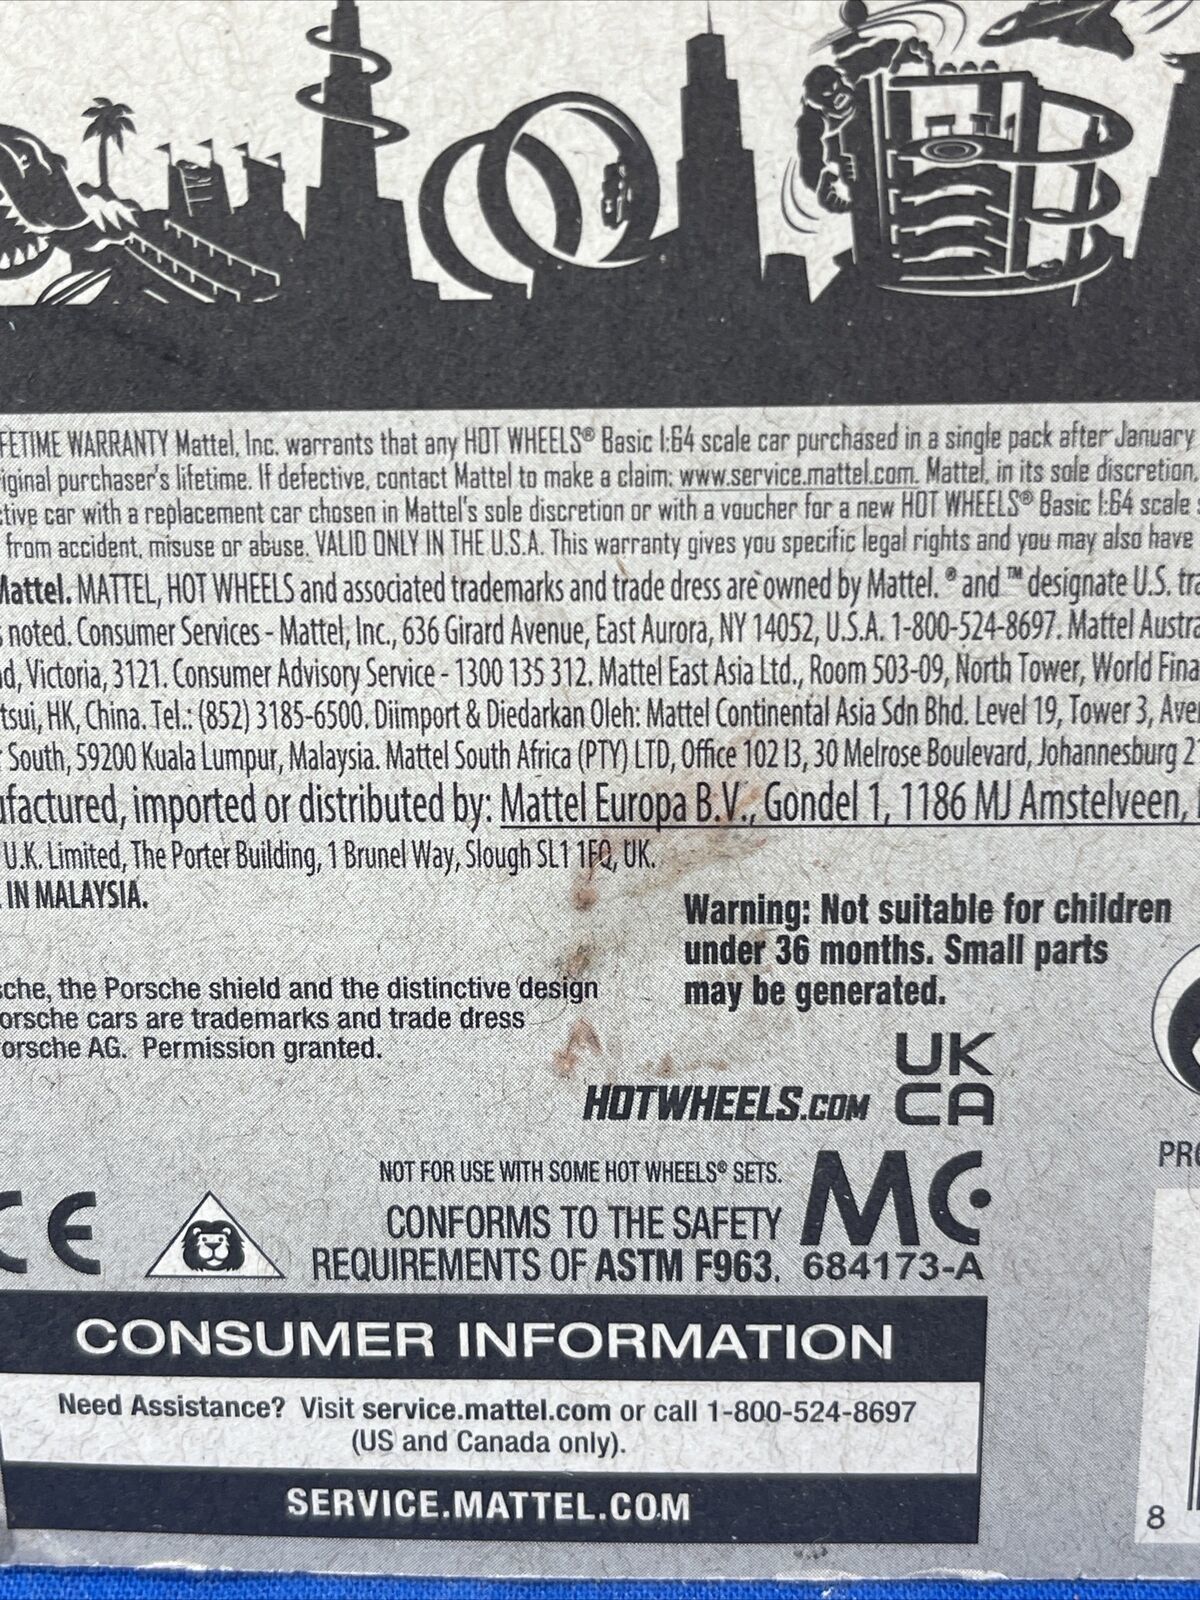 FETIME WARRANTY Mattel, Inc. warrants that any HOT WHEELS® Basic 1:64 scale car purchased in a single pack after January
iginal purchaser's lifetime. If defective, contact Mattel to make a claim: www.service.mattel.com. Mattel, in its sole discretion,
ctive car with a replacement car chosen in Mattel's sole discretion or with a voucher for a new HOT WHEELS® Basic 1:64 scale
from accident, misuse or abuse. VALID ONLY IN THE U.S.A. This warranty gives you specific legal rights and you may also have
Mattel. MATTEL, HOT WHEELS and associated trademarks and trade dress are owned by Mattel. ® and ™ designate U.S. tra
s noted. Consumer Services - Mattel, Inc., 636 Girard Avenue, East Aurora, NY 14052, U.S.A. 1-800-524-8697. Mattel Austra
nd, Victoria, 3121. Consumer Advisory Service - 1300 135 312. Mattel East Asia Ltd., Room 503-09, North Tower, World Fina
tsui, HK, China. Tel.: (852) 3185-6500. Diimport & Diedarkan Oleh: Mattel Continental Asia Sdn Bhd. Level 19, Tower 3, Aven
r South, 59200 Kuala Lumpur, Malaysia. Mattel South Africa (PTY) LTD, Office 102 I3, 30 Melrose Boulevard, Johannesburg 21
ufactured, imported or distributed by: Mattel Europa B.V., Gondel 1, 1186 MJ Amstelveen,
U.K. Limited, The Porter Building, 1 Brunel Way, Slough SL1 1FQ, UK.
IN MALAYSIA.
Warning: Not suitable for children
under 36 months. Small parts
may be generated.
sche, the Porsche shield and the distinctive design
orsche cars are trademarks and trade dress
orsche AG. Permission granted.
UK
CA
HOTWHEELS.COM
PRO
NOT FOR USE WITH SOME HOT WHEELS® SETS.
MC
CE
CONFORMS TO THE SAFETY
REQUIREMENTS OF ASTM F963.
684173-A
CONSUMER INFORMATION
Need Assistance? Visit service.mattel.com or call 1-800-524-8697
(US and Canada only).
SERVICE.MATTEL.COM
8